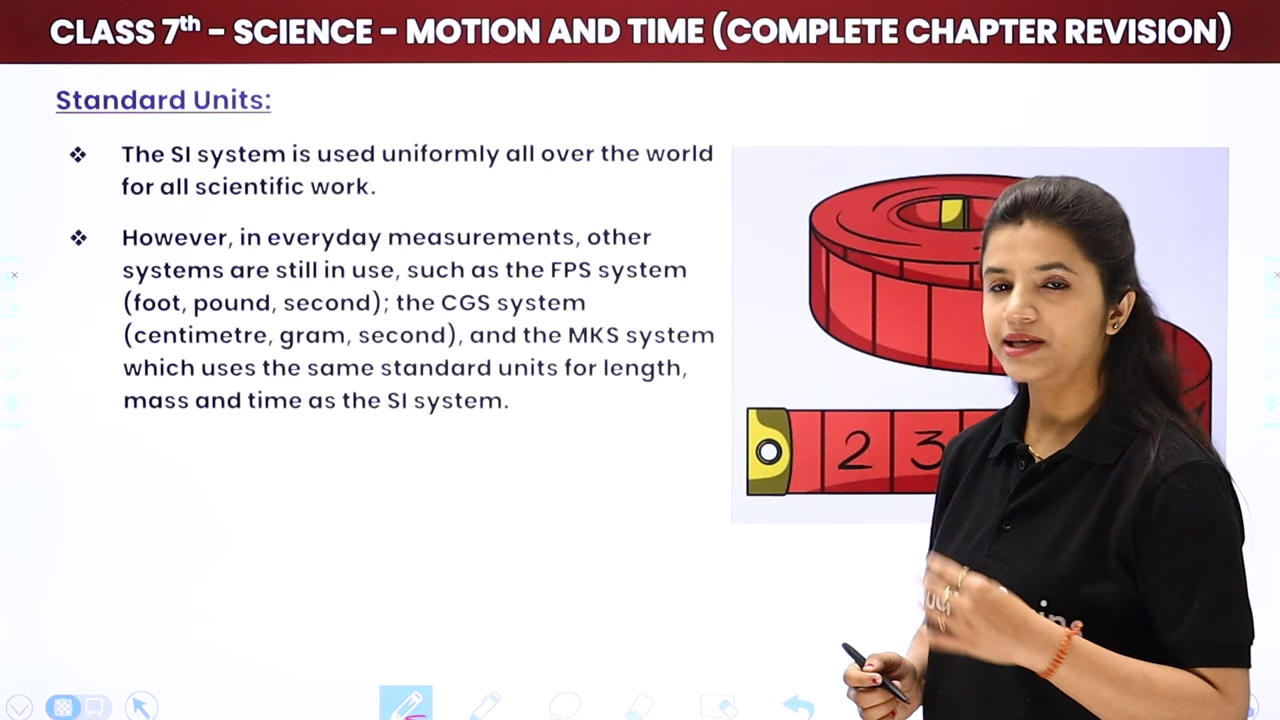 CLASS 7th – SCIENCE – MOTION AND TIME (COMPLETE CHAPTER REVISION)
Standard Units:
❖ The SI system is used uniformly all over the world
for all scientific work.
❖ However, in everyday measurements, other
systems are still in use, such as the FPS system
(foot, pound, second); the CGS system
(centimetre, gram, second), and the MKS system
which uses the same standard units for length,
mass and time as the SI system.
2 3